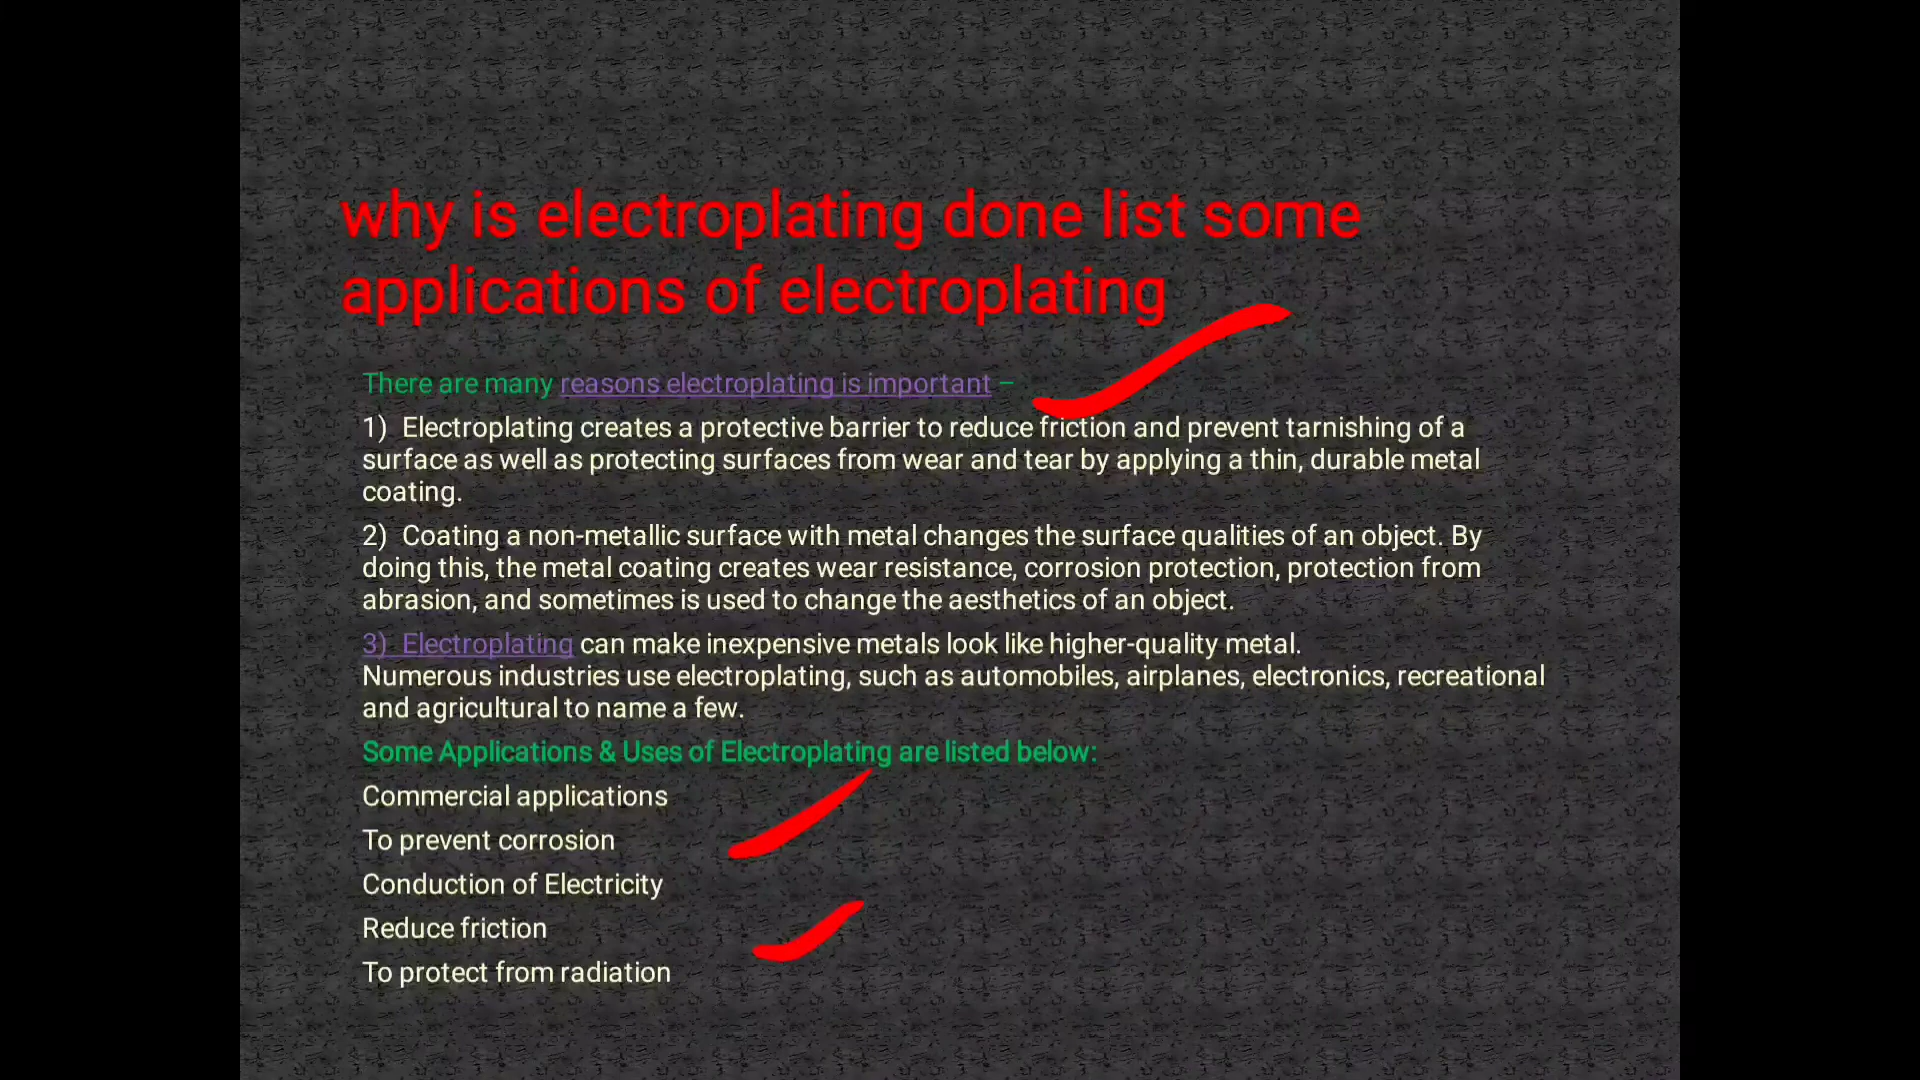 why is electroplating done list some
applications of electroplating
There are many reasons electroplating is important –
1)  Electroplating creates a protective barrier to reduce friction and prevent tarnishing of a
surface as well as protecting surfaces from wear and tear by applying a thin, durable metal
coating.
2)  Coating a non-metallic surface with metal changes the surface qualities of an object. By
doing this, the metal coating creates wear resistance, corrosion protection, protection from
abrasion, and sometimes is used to change the aesthetics of an object.
3)  Electroplating can make inexpensive metals look like higher-quality metal.
Numerous industries use electroplating, such as automobiles, airplanes, electronics, recreational
and agricultural to name a few.
Some Applications & Uses of Electroplating are listed below:
Commercial applications
To prevent corrosion
Conduction of Electricity
Reduce friction
To protect from radiation